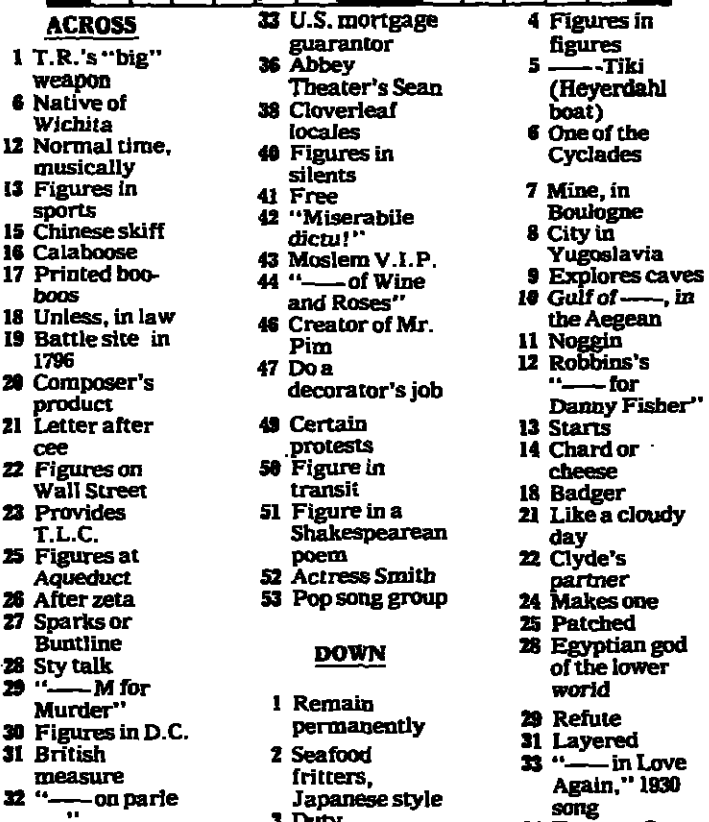 ACROSS
1 T.R.'s "big"
weapon
6 Native of
Wichita
12 Normal time,
musically
13 Figures in
sports
15 Chinese skiff
16 Calaboose
17 Printed boo-
boos
18 Unless, in law
19 Battle site in
1796
20 Composer's
product
21 Letter after
cee
22 Figures on
Wall Street
23 Provides
T.L.C.
25 Figures at
Aqueduct
26 After zeta
27 Sparks or
Buntline
28 Sty talk
29 "——M for
Murder"
30 Figures in D.C.
31 British
measure
32 "——on parle
"
33 U.S. mortgage
guarantor
36 Abbey
Theater's Sean
38 Cloverleaf
locales
40 Figures in
silents
41 Free
42 "Miserabile
dictu!"
43 Moslem V.I.P.
44 "——of Wine
and Roses"
46 Creator of Mr.
Pim
47 Do a
decorator's job
49 Certain
protests
50 Figure in
transit
51 Figure in a
Shakespearean
poem
52 Actress Smith
53 Pop song group
DOWN
1 Remain
permanently
2 Seafood
fritters,
Japanese style
3 Duty
4 Figures in
figures
5 ——-Tiki
(Heyerdahl
boat)
6 One of the
Cyclades
7 Mine, in
Boulogne
8 City in
Yugoslavia
9 Explores caves
10 Gulf of——, in
the Aegean
11 Noggin
12 Robbins's
"——for
Danny Fisher"
13 Starts
14 Chard or
cheese
18 Badger
21 Like a cloudy
day
22 Clyde's
partner
24 Makes one
25 Patched
28 Egyptian god
of the lower
world
29 Refute
31 Layered
33 "——in Love
Again," 1930
song